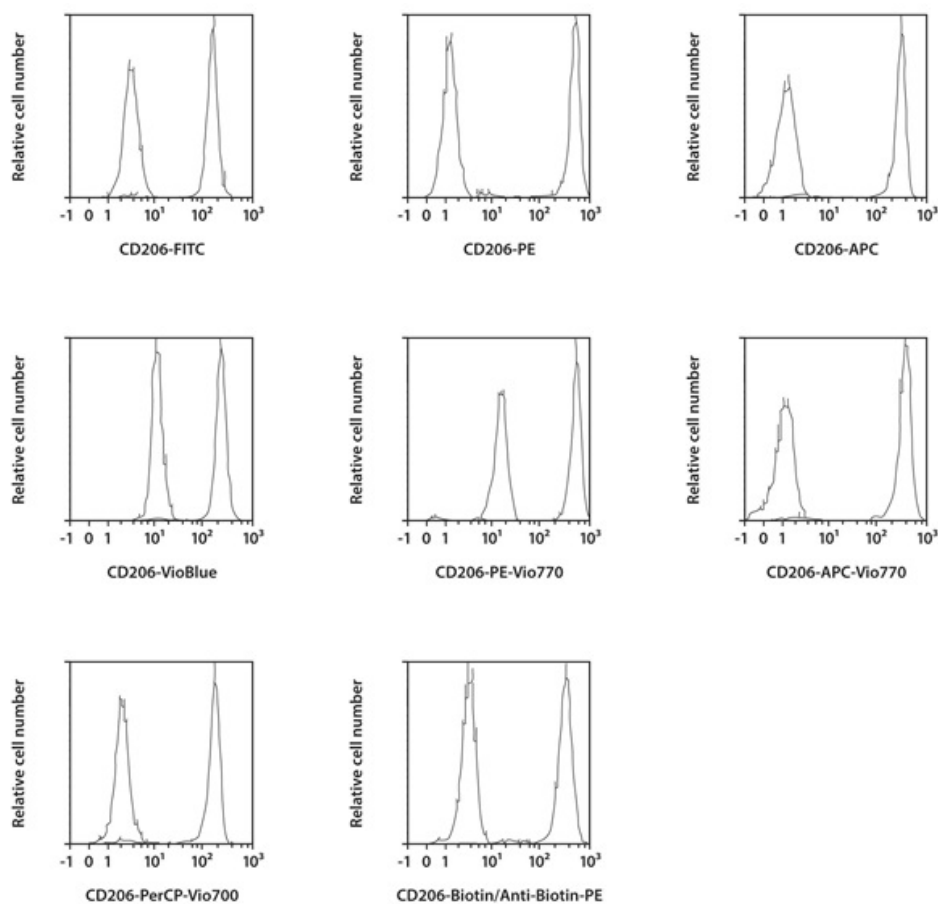 Relative cell number
-1 0 1 10¹ 10² 10³
CD206-FITC
Relative cell number
-1 0 1 10¹ 10² 10³
CD206-PE
Relative cell number
-1 0 1 10¹ 10² 10³
CD206-APC
Relative cell number
-1 0 1 10¹ 10² 10³
CD206-VioBlue
Relative cell number
-1 0 1 10¹ 10² 10³
CD206-PE-Vio770
Relative cell number
-1 0 1 10¹ 10² 10³
CD206-APC-Vio770
Relative cell number
-1 0 1 10¹ 10² 10³
CD206-PerCP-Vio700
Relative cell number
-1 0 1 10¹ 10² 10³
CD206-Biotin/Anti-Biotin-PE